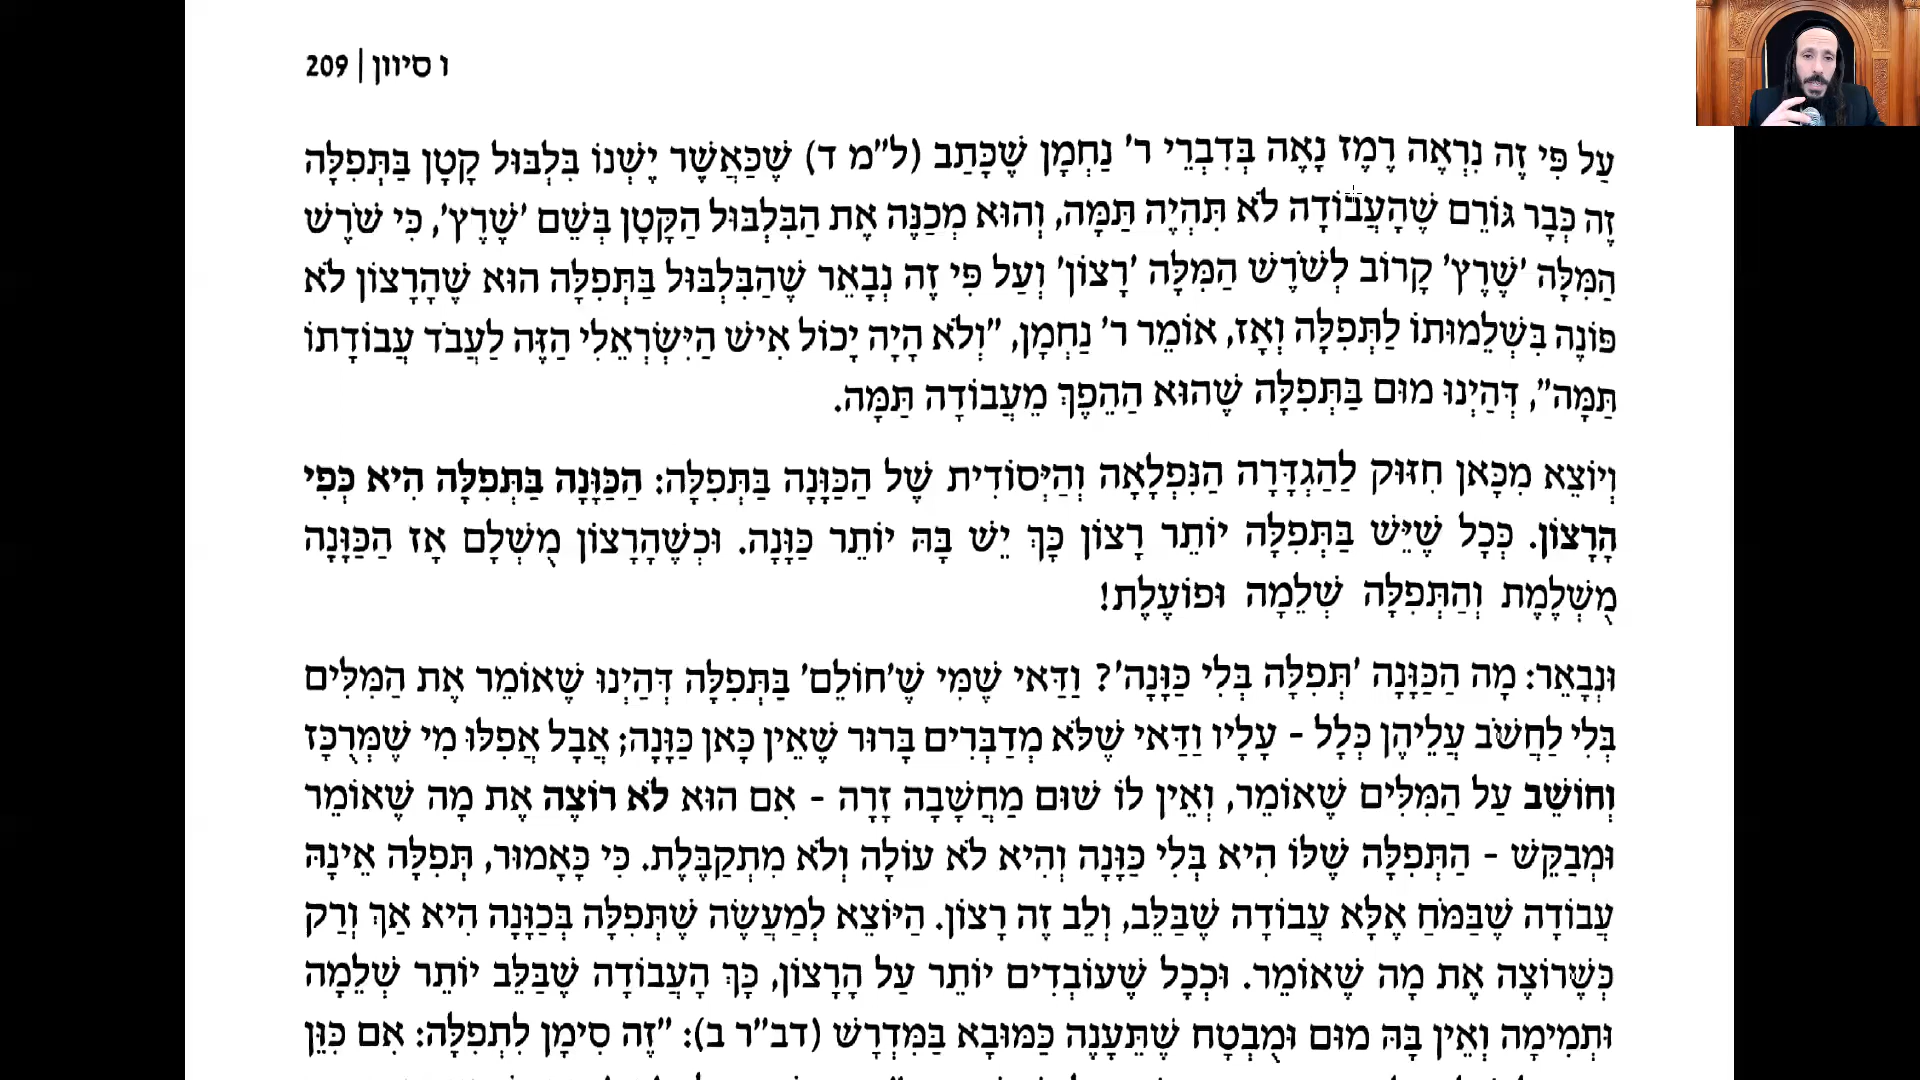 ו סיוון | 209
עַל פִּי זֶה נִרְאֶה רֶמֶז נָאֶה בְּדִבְרֵי ר' נַחְמָן שֶׁכָּתַב (ל"מ ד) שֶׁכַּאֲשֶׁר יֶשְׁנוֹ בִּלְבּוּל קָטָן בַּתְּפִלָּה
זֶה כְּבָר גּוֹרֵם שֶׁהָעֲבוֹדָה לֹא תִּהְיֶה תַּמָּה, וְהוּא מְכַנֶּה אֶת הַבִּלְבּוּל הַקָּטָן בְּשֵׁם 'שֶׁרֶץ', כִּי שֹׁרֶשׁ
הַמִּלָּה 'שֶׁרֶץ' קָרוֹב לְשֹׁרֶשׁ הַמִּלָּה 'רָצוֹן' וְעַל פִּי זֶה נְבָאֵר שֶׁהַבִּלְבּוּל בַּתְּפִלָּה הוּא שֶׁהָרָצוֹן לֹא
פּוֹנֶה בִּשְׁלֵמוּתוֹ לַתְּפִלָּה וְאָז, אוֹמֵר ר' נַחְמָן, "וְלֹא הָיָה יָכוֹל אִישׁ הַיִּשְׂרְאֵלִי הַזֶּה לַעֲבֹד עֲבוֹדָתוֹ
תַּמָּה", דְּהַיְנוּ מוּם בַּתְּפִלָּה שֶׁהוּא הַהֵפֶךְ מֵעֲבוֹדָה תַּמָּה.
וְיוֹצֵא מִכָּאן חִזּוּק לַהַגְדָּרָה הַנִּפְלָאָה וְהַיְּסוֹדִית שֶׁל הַכַּוָּנָה בַּתְּפִלָּה: הַכַּוָּנָה בַּתְּפִלָּה הִיא כְּפִי
הָרָצוֹן. כְּכָל שֶׁיֵּשׁ בַּתְּפִלָּה יוֹתֵר רָצוֹן כָּךְ יֵשׁ בָּהּ יוֹתֵר כַּוָּנָה. וּכְשֶׁהָרָצוֹן מֻשְׁלָם אָז הַכַּוָּנָה
מֻשְׁלֶמֶת וְהַתְּפִלָּה שְׁלֵמָה וּפוֹעֶלֶת!
וּנְבָאֵר: מָה הַכַּוָּנָה 'תְּפִלָּה בְּלִי כַּוָּנָה'? וַדַּאי שֶׁמִּי שֶׁ'חוֹלֵם' בַּתְּפִלָּה דְּהַיְנוּ שֶׁאוֹמֵר אֶת הַמִּלִּים
בְּלִי לַחֲשֹׁב עֲלֵיהֶן כְּלָל - עָלָיו וַדַּאי שֶׁלֹּא מְדַבְּרִים בָּרוּר שֶׁאֵין כָּאן כַּוָּנָה; אֲבָל אֲפִלּוּ מִי שֶׁמְּרֻכָּז
וְחוֹשֵׁב עַל הַמִּלִּים שֶׁאוֹמֵר, וְאֵין לוֹ שׁוּם מַחֲשָׁבָה זָרָה - אִם הוּא לֹא רוֹצֶה אֶת מָה שֶׁאוֹמֵר
וּמְבַקֵּשׁ - הַתְּפִלָּה שֶׁלּוֹ הִיא בְּלִי כַּוָּנָה וְהִיא לֹא עוֹלָה וְלֹא מִתְקַבֶּלֶת. כִּי כָּאָמוּר, תְּפִלָּה אֵינָהּ
עֲבוֹדָה שֶׁבַּמֹּחַ אֶלָּא עֲבוֹדָה שֶׁבַּלֵּב, וְלֵב זֶה רָצוֹן. הַיּוֹצֵא לְמַעֲשֶׂה שֶׁתְּפִלָּה בְּכַוָּנָה הִיא אַךְ וְרַק
כְּשֶׁרוֹצֶה אֶת מָה שֶׁאוֹמֵר. וּכְכָל שֶׁעוֹבְדִים יוֹתֵר עַל הָרָצוֹן, כָּךְ הָעֲבוֹדָה שֶׁבַּלֵּב יוֹתֵר שְׁלֵמָה
וּתְמִימָה וְאֵין בָּהּ מוּם וּמֻבְטָח שֶׁתֵּעָנֶה כַּמּוּבָא בַּמִּדְרָשׁ (דב"ר ב): "זֶה סִימָן לִתְפִלָּה: אִם כִּוֵּן